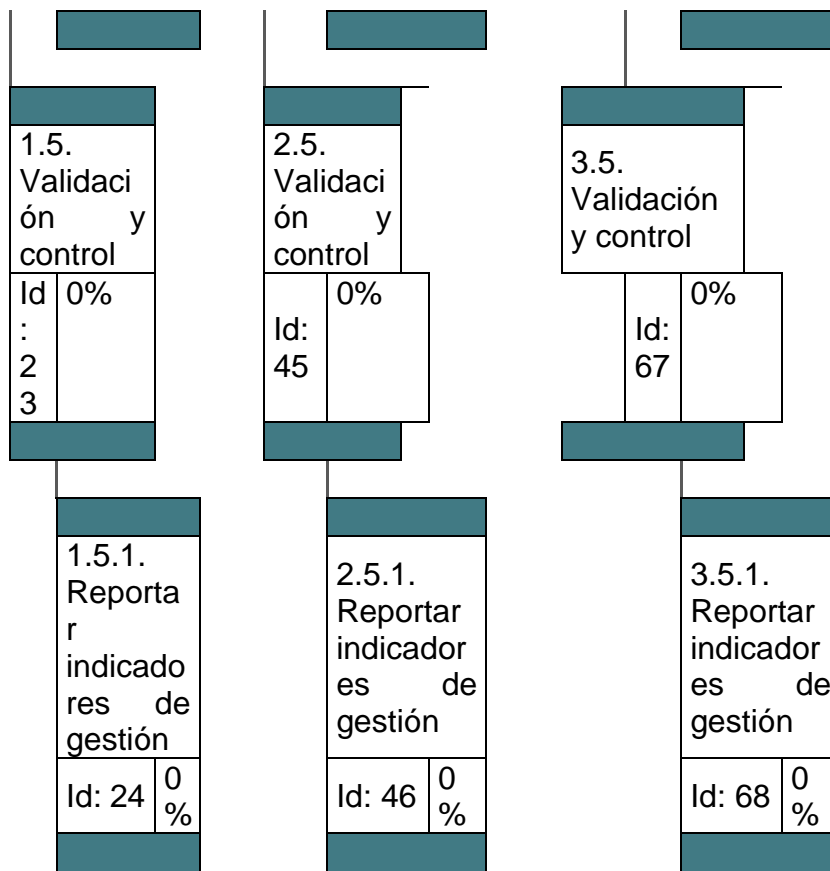 1.5.
Validaci
ón y
control
Id
:
2
3
0%
2.5.
Validaci
ón y
control
Id:
45
0%
3.5.
Validación
y control
Id:
67
0%
1.5.1.
Reporta
r
indicado
res de
gestión
Id: 24
0
%
2.5.1.
Reportar
indicador
es de
gestión
Id: 46
0
%
3.5.1.
Reportar
indicador
es de
gestión
Id: 68
0
%